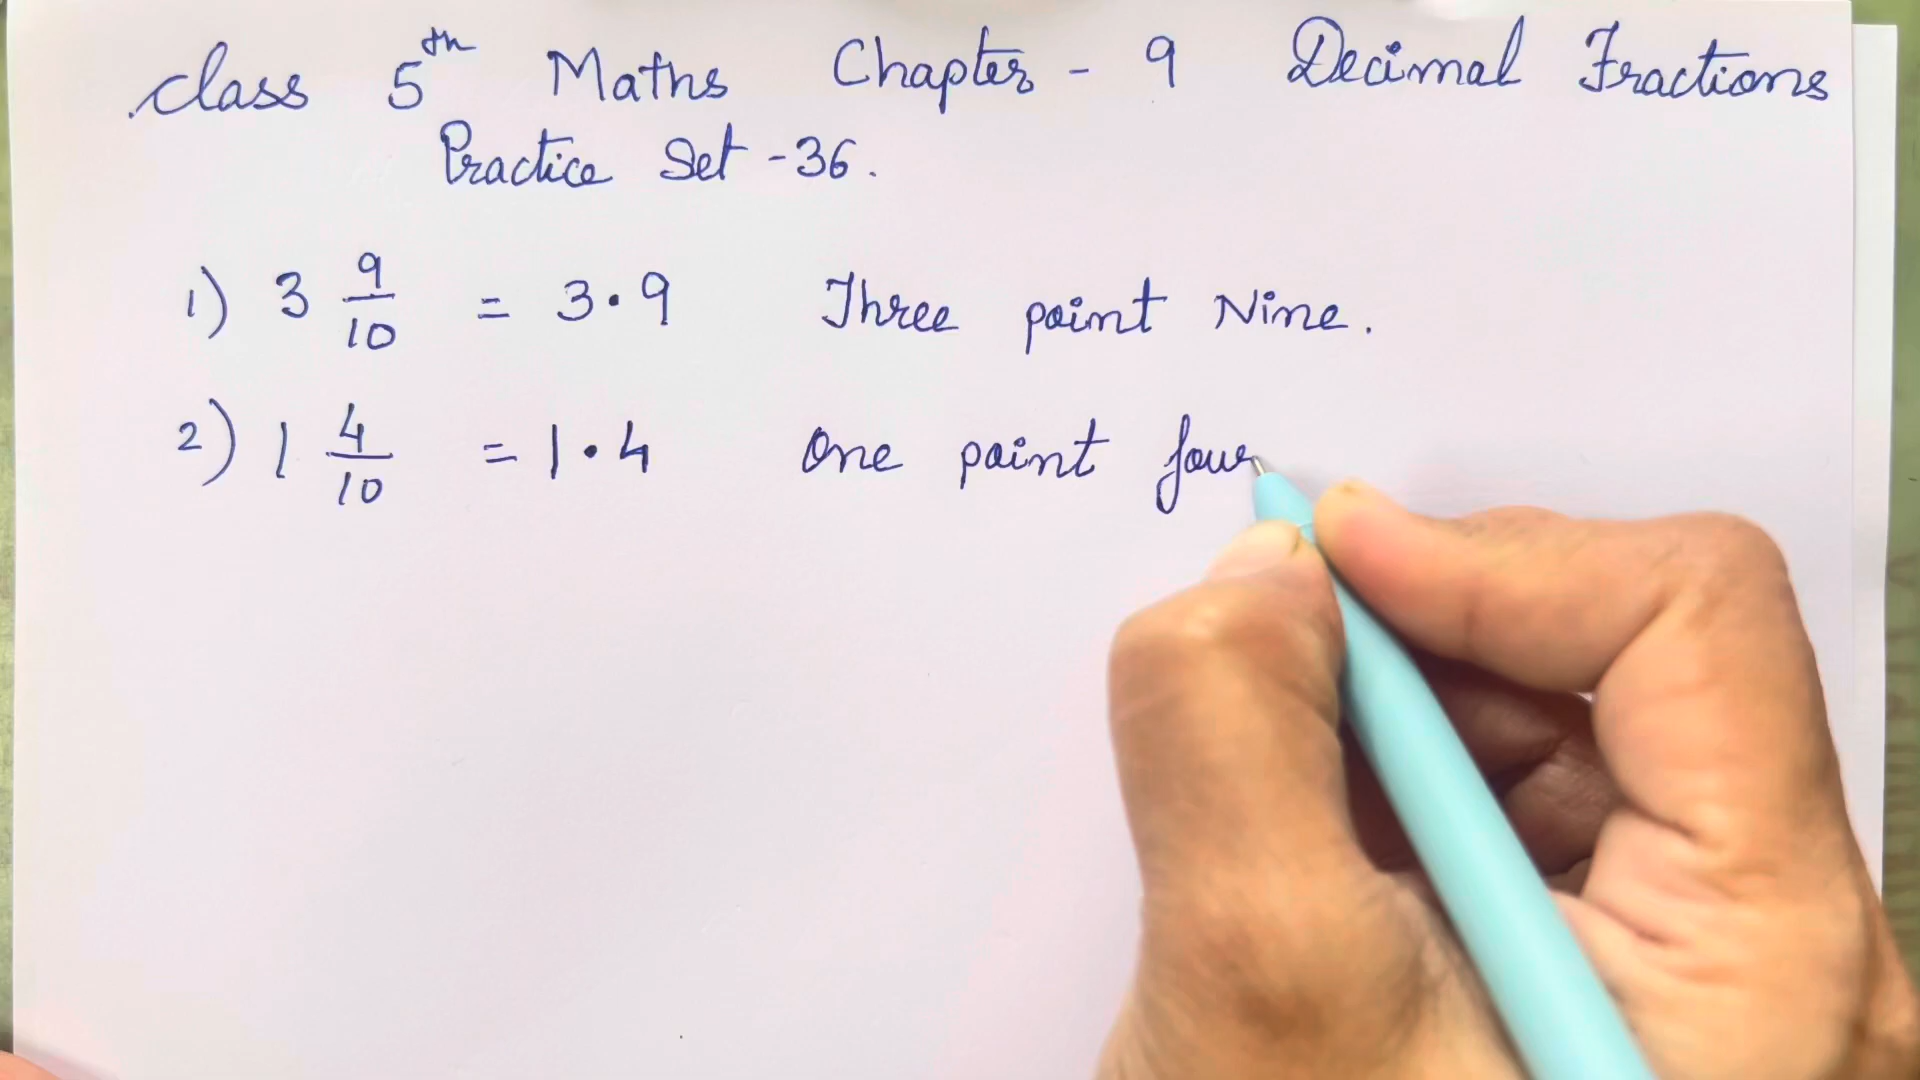 class 5th Maths Chapter - 9 Decimal Fractions
Practice Set - 36.
1) 3 9/10 = 3.9 Three point Nine.
2) 1 4/10 = 1.4 One point four